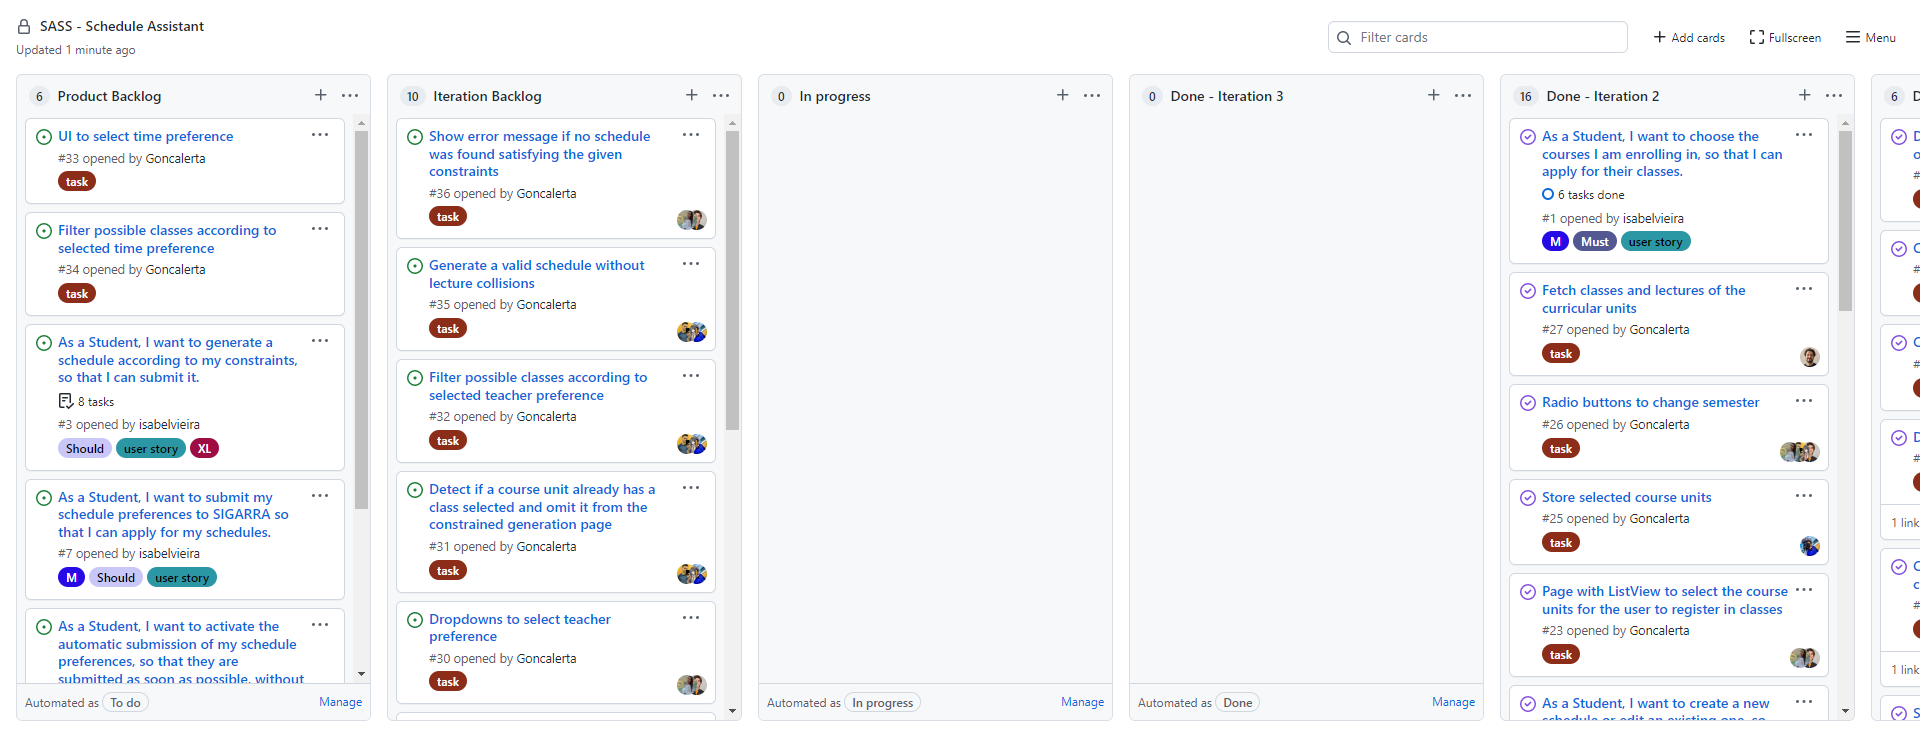 SASS - Schedule Assistant
Updated 1 minute ago
Filter cards
Add cards
Fullscreen
Menu
6 Product Backlog
UI to select time preference
#33 opened by Goncalerta
task
Filter possible classes according to
selected time preference
#34 opened by Goncalerta
task
As a Student, I want to generate a
schedule according to my constraints,
so that I can submit it.
8 tasks
#3 opened by isabelvieira
Should user story XL
As a Student, I want to submit my
schedule preferences to SIGARRA so
that I can apply for my schedules.
#7 opened by isabelvieira
M Should user story
As a Student, I want to activate the
automatic submission of my schedule
preferences, so that they are
submitted as soon as possible, without
Automated as To do
Manage
10 Iteration Backlog
Show error message if no schedule
was found satisfying the given
constraints
#36 opened by Goncalerta
task
Generate a valid schedule without
lecture collisions
#35 opened by Goncalerta
task
Filter possible classes according to
selected teacher preference
#32 opened by Goncalerta
task
Detect if a course unit already has a
class selected and omit it from the
constrained generation page
#31 opened by Goncalerta
task
Dropdowns to select teacher
preference
#30 opened by Goncalerta
task
0 In progress
Automated as In progress
Manage
0 Done - Iteration 3
Automated as Done
Manage
16 Done - Iteration 2
As a Student, I want to choose the
courses I am enrolling in, so that I can
apply for their classes.
6 tasks done
#1 opened by isabelvieira
M Must user story
Fetch classes and lectures of the
curricular units
#27 opened by Goncalerta
task
Radio buttons to change semester
#26 opened by Goncalerta
task
Store selected course units
#25 opened by Goncalerta
task
Page with ListView to select the course
units for the user to register in classes
#23 opened by Goncalerta
task
As a Student, I want to create a new
schedule or edit an existing one, so
6
1 link
1 link